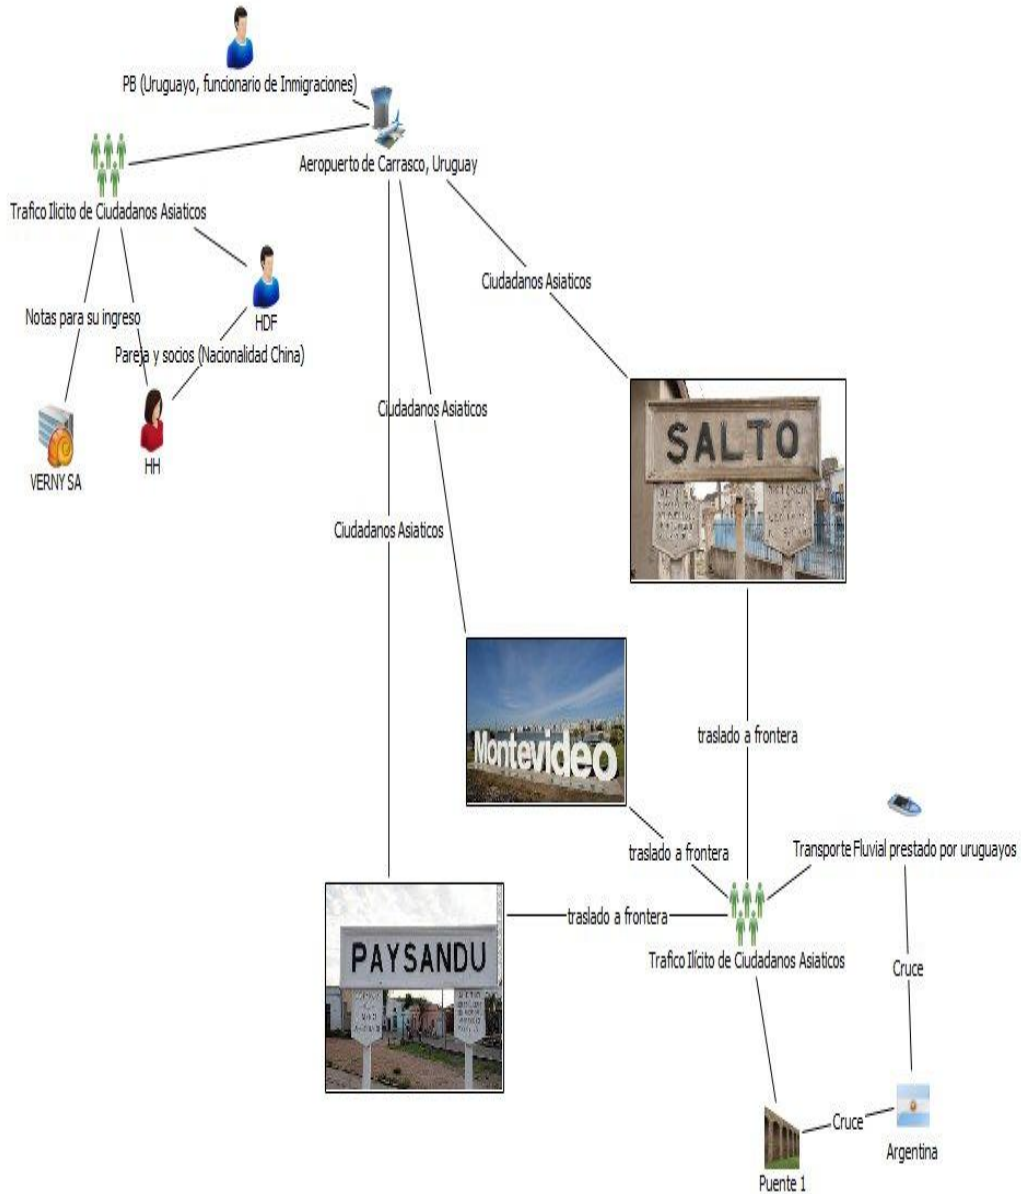 PB (Uruguayo, funcionario de Inmigraciones)
Aeropuerto de Carrasco, Uruguay
Trafico Ilicito de Ciudadanos Asiaticos
Ciudadanos Asiaticos
HDF
Notas para su ingreso
Pareja y socios (Nacionalidad China)
Ciudadanos Asiaticos
SALTO
HH
VERNY SA
Ciudadanos Asiaticos
traslado a frontera
Montevideo
traslado a frontera
Transporte Fluvial prestado por uruguayos
traslado a frontera
PAYSANDU
Trafico Ilícito de Ciudadanos Asiaticos
Cruce
Cruce
Argentina
Puente 1